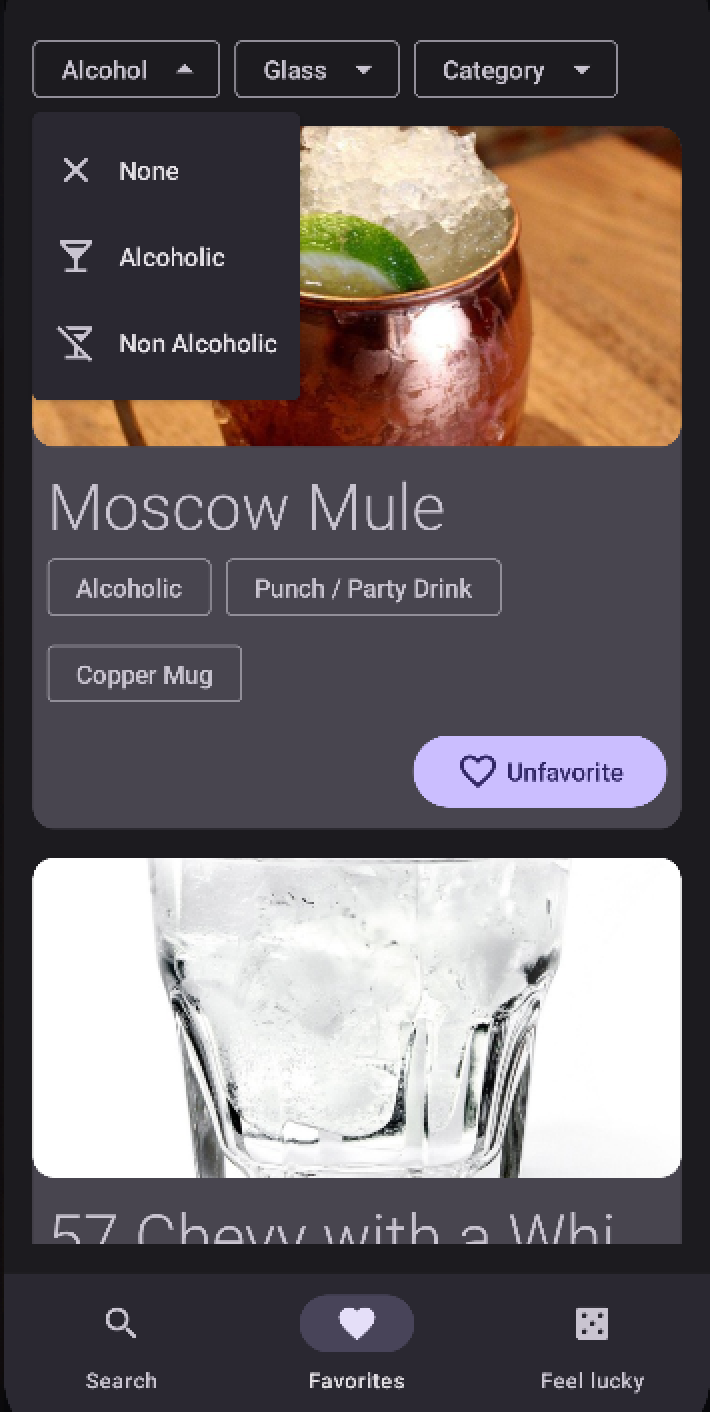 Alcohol Glass Category
None
Alcoholic
Non Alcoholic
Moscow Mule
Alcoholic Punch / Party Drink
Copper Mug
Unfavorite
57 Chevy with a Whi
Search Favorites Feel lucky